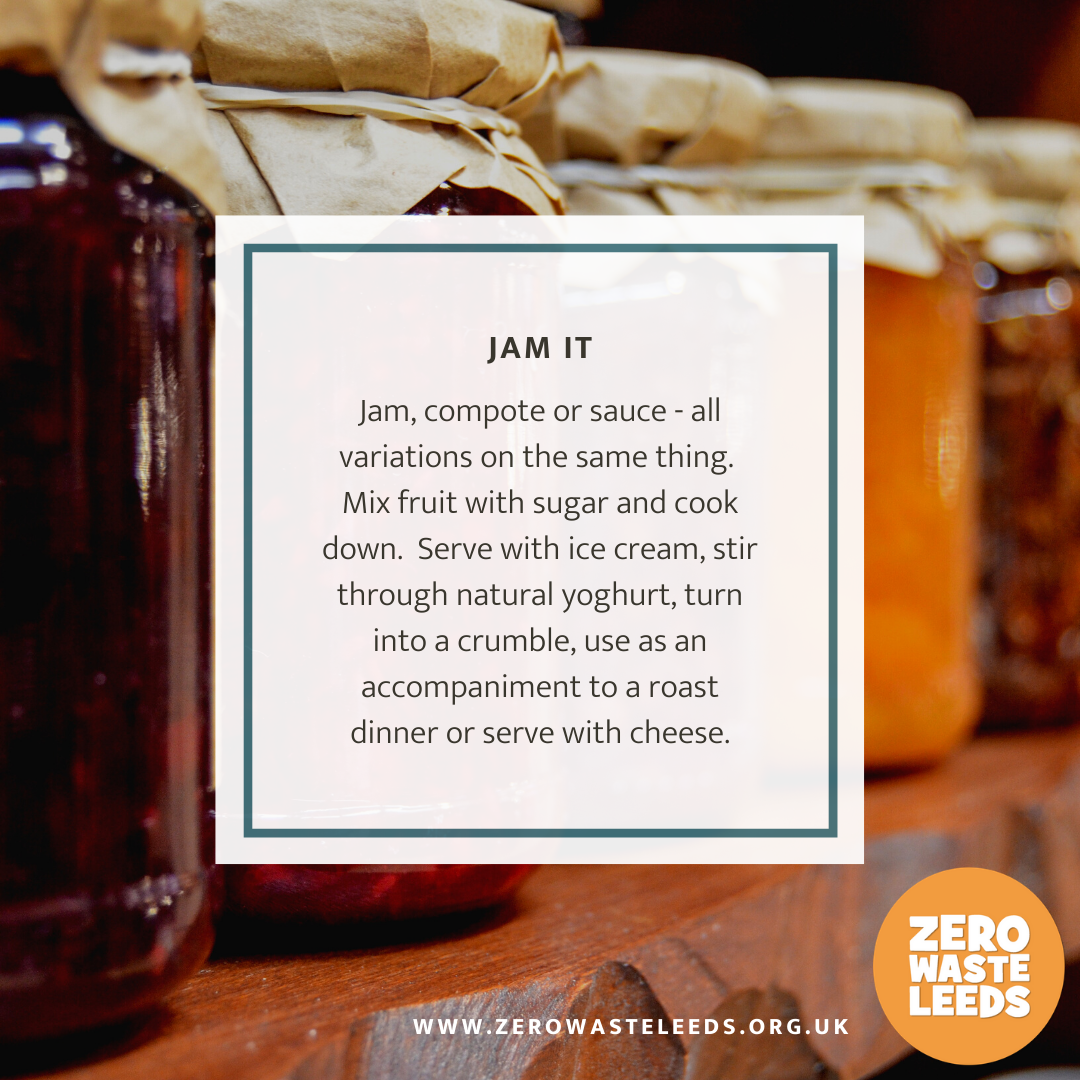 JAM IT
Jam, compote or sauce - all
variations on the same thing.
Mix fruit with sugar and cook
down.  Serve with ice cream, stir
through natural yoghurt, turn
into a crumble, use as an
accompaniment to a roast
dinner or serve with cheese.
ZERO
WASTE
LEEDS
WWW.ZEROWASTELEEDS.ORG.UK